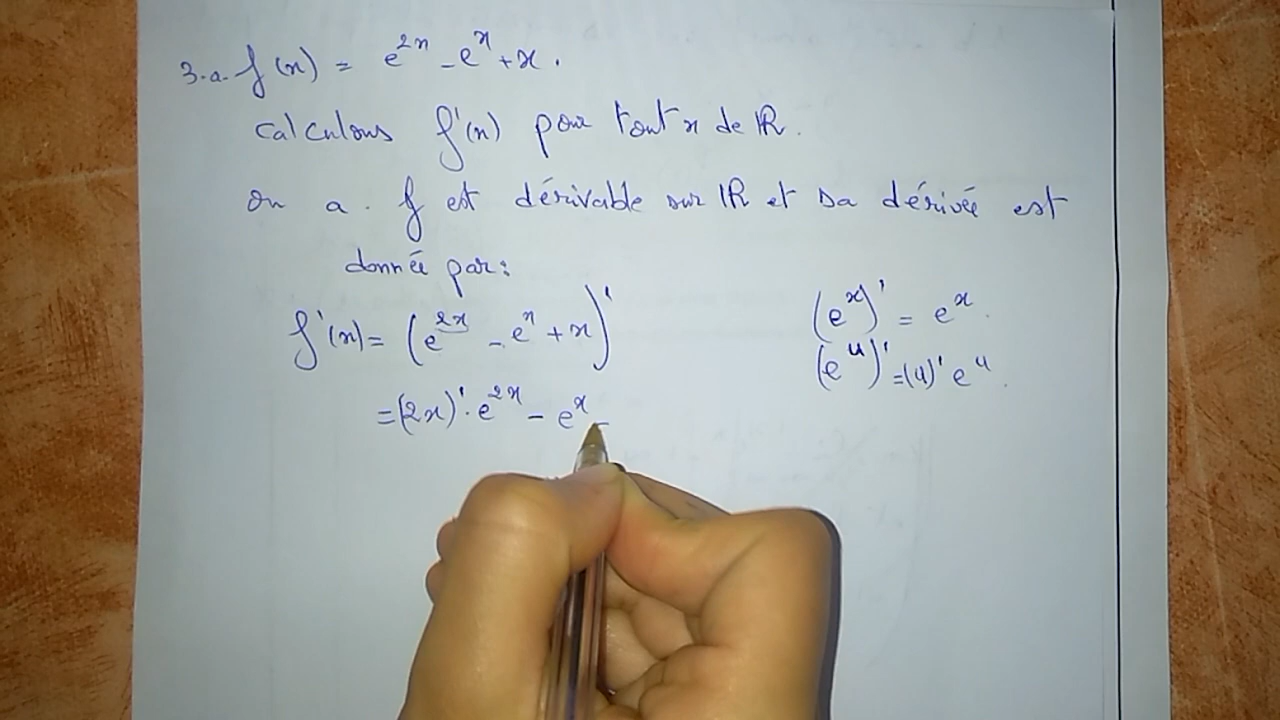 3.a. f(x) = e^{2x} - e^x + x.
Calculons f'(x) pour tout x de ℝ.
on a . f est dérivable sur ℝ et sa dérivée est
donnée par:
f'(x) = (e^{2x} - e^x + x)'
(e^x)' = e^x.
(e^u)' = (u)' e^u.
= (2x)' · e^{2x} - e^x -